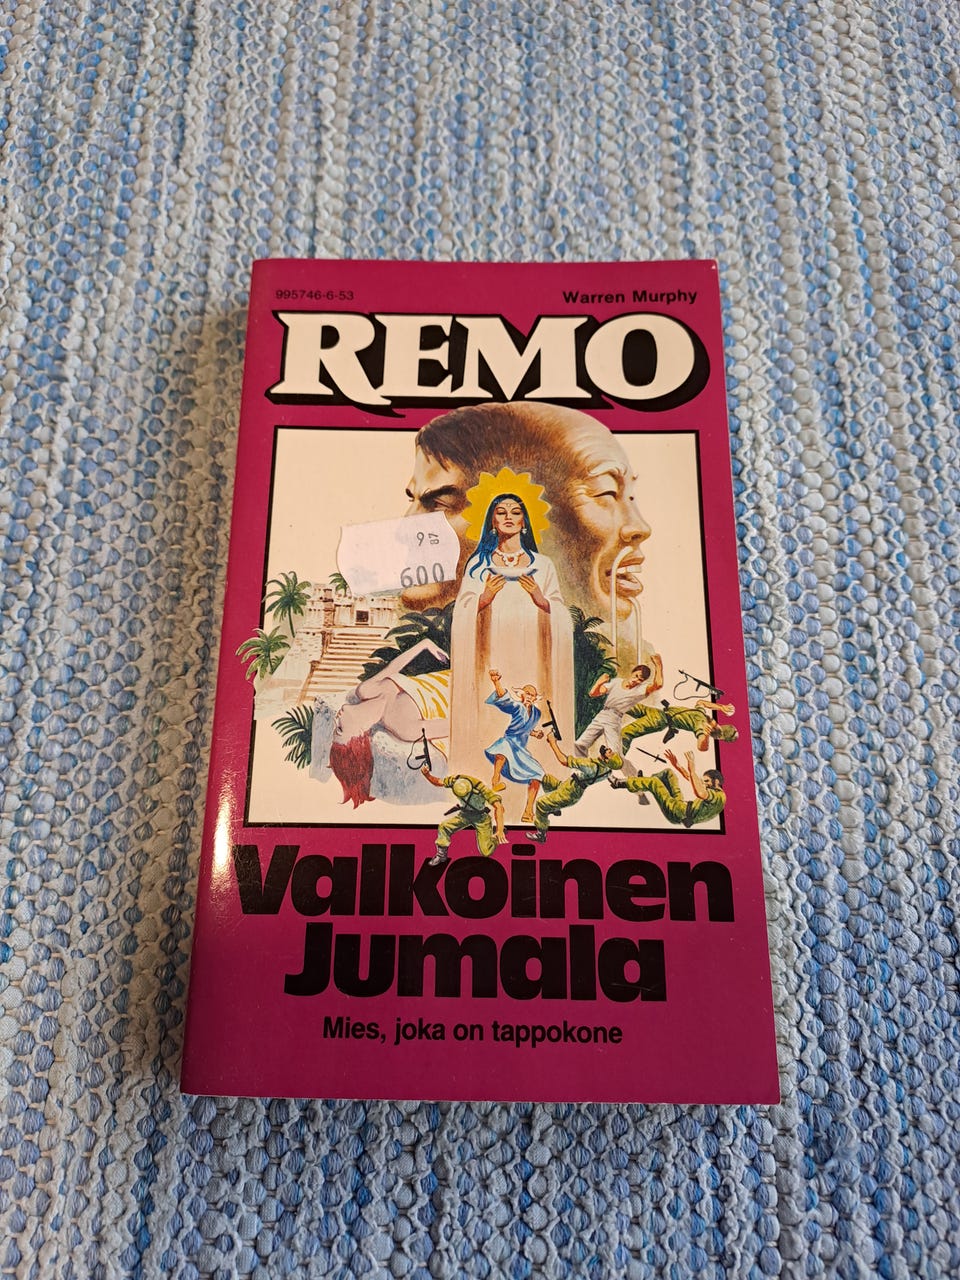 995746-6-53
Warren Murphy
REMO
9 87
600
Valkoinen
Jumala
Mies, joka on tappokone